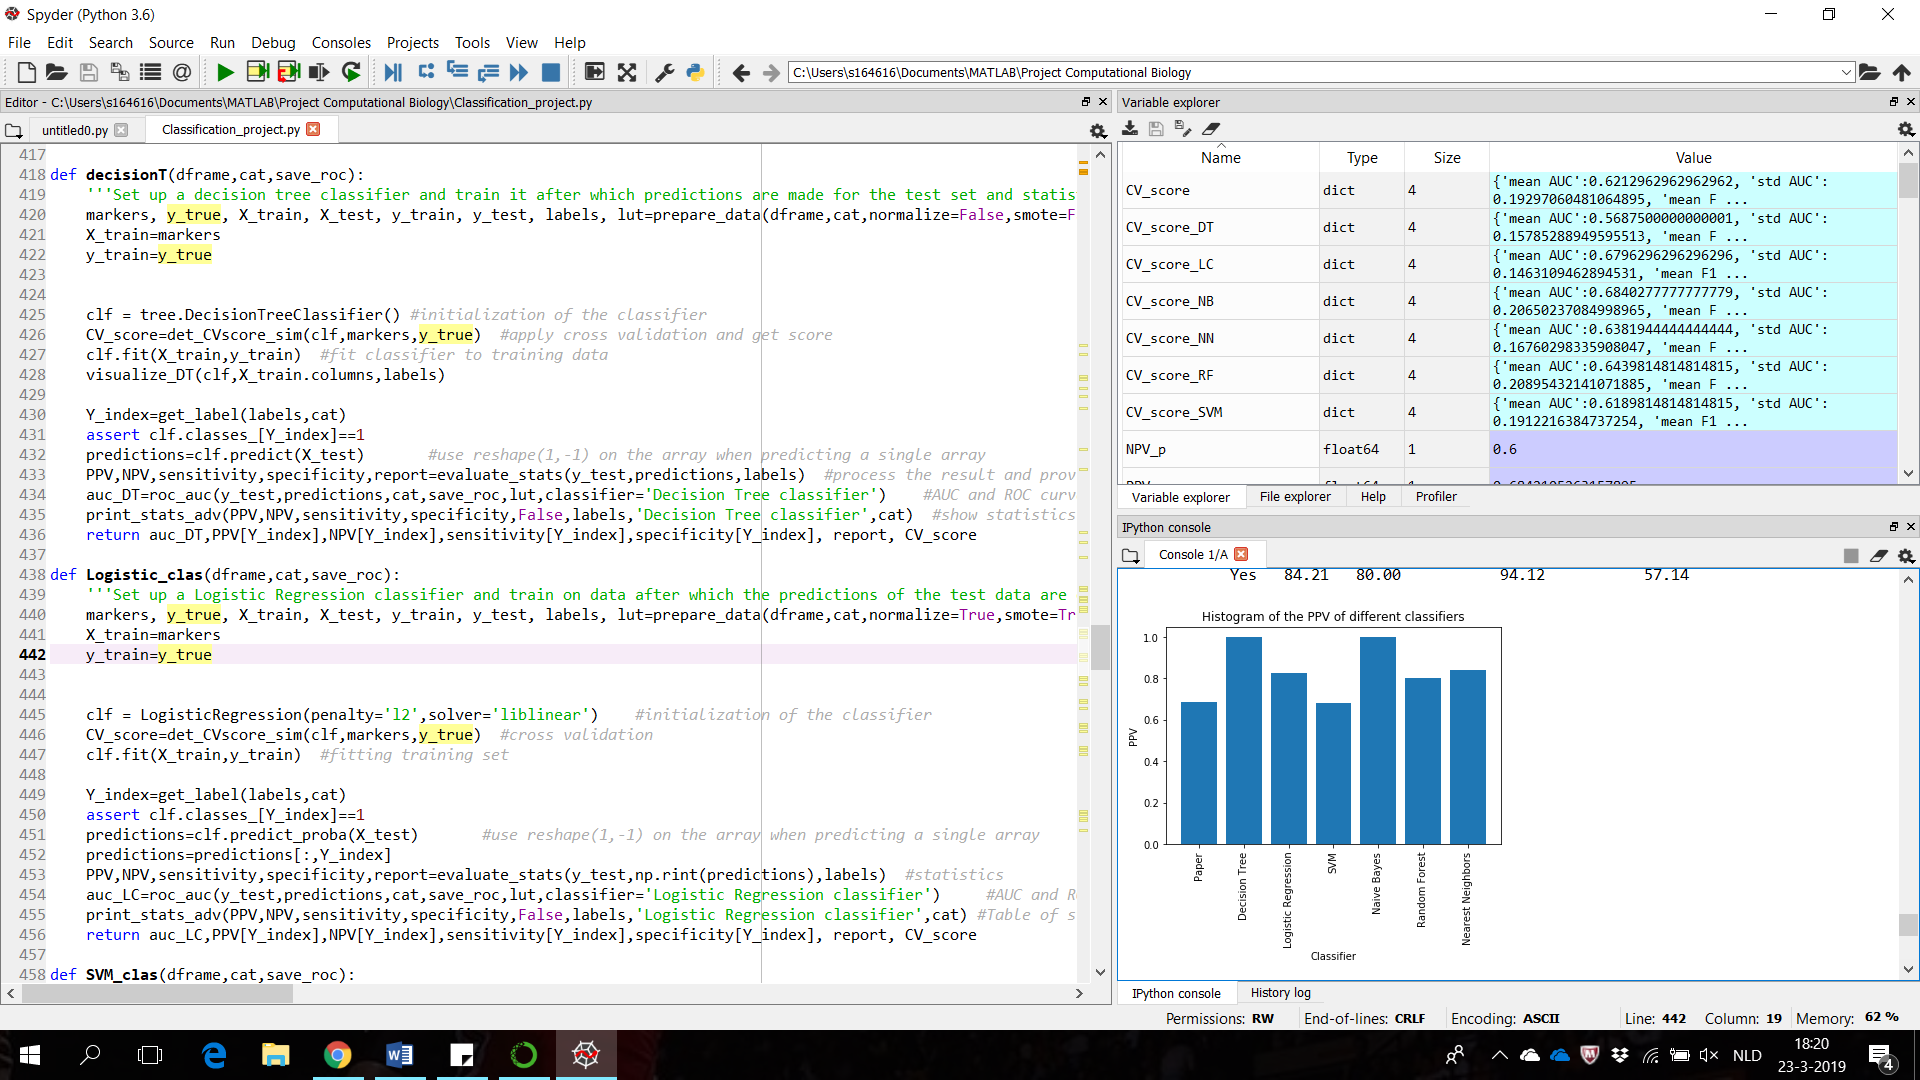 Spyder (Python 3.6)
File Edit Search Source Run Debug Consoles Projects Tools View Help
C:\Users\s164616\Documents\MATLAB\Project Computational Biology
Editor - C:\Users\s164616\Documents\MATLAB\Project Computational Biology\Classification_project.py
untitled0.py Classification_project.py
417
418 def decisionT(dframe,cat,save_roc):
419 '''Set up a decision tree classifier and train it after which predictions are made for the test set and statis
420 markers, y_true, X_train, X_test, y_train, y_test, labels, lut=prepare_data(dframe,cat,normalize=False,smote=F
421 X_train=markers
422 y_train=y_true
423
424
425 clf = tree.DecisionTreeClassifier() #initialization of the classifier
426 CV_score=det_CVscore_sim(clf,markers,y_true) #apply cross validation and get score
427 clf.fit(X_train,y_train) #fit classifier to training data
428 visualize_DT(clf,X_train.columns,labels)
429
430 Y_index=get_label(labels,cat)
431 assert clf.classes_[Y_index]==1
432 predictions=clf.predict(X_test) #use reshape(1,-1) on the array when predicting a single array
433 PPV,NPV,sensitivity,specificity,report=evaluate_stats(y_test,predictions,labels) #process the result and prov
434 auc_DT=roc_auc(y_test,predictions,cat,save_roc,lut,classifier='Decision Tree classifier') #AUC and ROC curv
435 print_stats_adv(PPV,NPV,sensitivity,specificity,False,labels,'Decision Tree classifier',cat) #show statistics
436 return auc_DT,PPV[Y_index],NPV[Y_index],sensitivity[Y_index],specificity[Y_index], report, CV_score
437
438 def Logistic_clas(dframe,cat,save_roc):
439 '''Set up a Logistic Regression classifier and train on data after which the predictions of the test data are
440 markers, y_true, X_train, X_test, y_train, y_test, labels, lut=prepare_data(dframe,cat,normalize=True,smote=Tr
441 X_train=markers
442 y_train=y_true
443
444
445 clf = LogisticRegression(penalty='l2',solver='liblinear') #initialization of the classifier
446 CV_score=det_CVscore_sim(clf,markers,y_true) #cross validation
447 clf.fit(X_train,y_train) #fitting training set
448
449 Y_index=get_label(labels,cat)
450 assert clf.classes_[Y_index]==1
451 predictions=clf.predict_proba(X_test) #use reshape(1,-1) on the array when predicting a single array
452 predictions=predictions[:,Y_index]
453 PPV,NPV,sensitivity,specificity,report=evaluate_stats(y_test,np.rint(predictions),labels) #statistics
454 auc_LC=roc_auc(y_test,predictions,cat,save_roc,lut,classifier='Logistic Regression classifier') #AUC and R
455 print_stats_adv(PPV,NPV,sensitivity,specificity,False,labels,'Logistic Regression classifier',cat) #Table of s
456 return auc_LC,PPV[Y_index],NPV[Y_index],sensitivity[Y_index],specificity[Y_index], report, CV_score
457
458 def SVM_clas(dframe,cat,save_roc):
Variable explorer
Name Type Size Value
CV_score dict 4 {'mean AUC':0.6212962962962962, 'std AUC':
0.19297060481064895, 'mean F ...
CV_score_DT dict 4 {'mean AUC':0.5687500000000001, 'std AUC':
0.15785288949595513, 'mean F ...
CV_score_LC dict 4 {'mean AUC':0.6796296296296296, 'std AUC':
0.1463109462894531, 'mean F1 ...
CV_score_NB dict 4 {'mean AUC':0.6840277777777779, 'std AUC':
0.20650237084998965, 'mean F ...
CV_score_NN dict 4 {'mean AUC':0.6381944444444444, 'std AUC':
0.16760298335908047, 'mean F ...
CV_score_RF dict 4 {'mean AUC':0.6439814814814815, 'std AUC':
0.20895432141071885, 'mean F ...
CV_score_SVM dict 4 {'mean AUC':0.6189814814814815, 'std AUC':
0.1912216384737254, 'mean F1 ...
NPV_p float64 1 0.6
Variable explorer File explorer Help Profiler
IPython console
Console 1/A
Yes 84.21 80.00 94.12 57.14
Histogram of the PPV of different classifiers
1.0
0.8
0.6
0.4
0.2
0.0
PPV
Paper
Decision Tree
Logistic Regression
SVM
Naive Bayes
Random Forest
Nearest Neighbors
Classifier
IPython console History log
Permissions: RW End-of-lines: CRLF Encoding: ASCII Line: 442 Column: 19 Memory: 62 %
NLD
18:20
23-3-2019
4